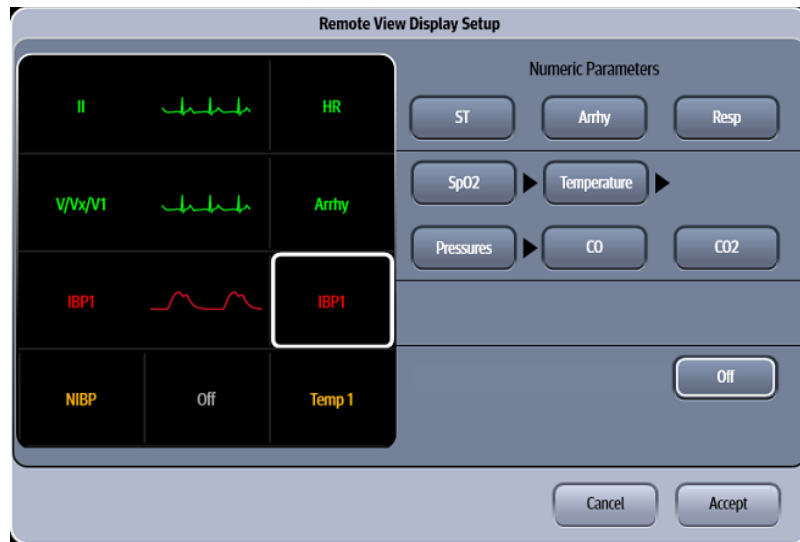 Remote View Display Setup
II HR
V/Vx/V1 Arrhy
IBP1 IBP1
NIBP Off Temp 1
Numeric Parameters
ST Arrhy Resp
SpO2 Temperature
Pressures CO CO2
Off
Cancel Accept